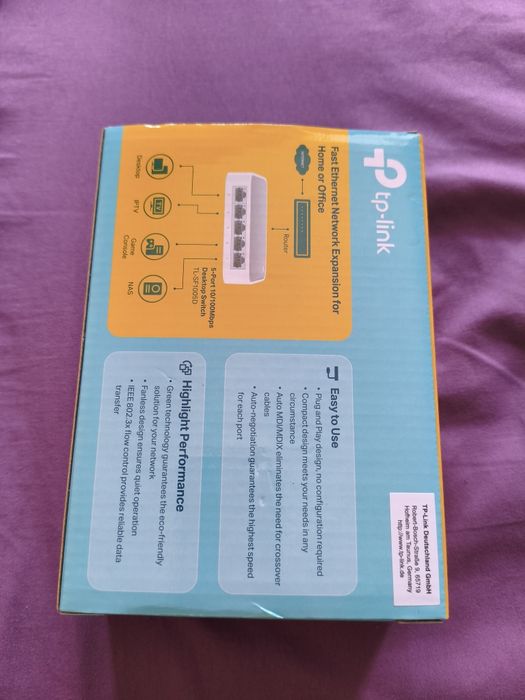 tp-link
TP-Link Deutschland GmbH
Robert-Bosch-Straße 9, 65719
Hofheim am Taunus, Germany
http://www.tp-link.de
Fast Ethernet Network Expansion for
Home or Office
INTERNET
Router
5-Port 10/100Mbps
Desktop Switch
TL-SF1005D
Desktop
IPTV
Game
Console
NAS
Easy to Use
• Plug and Play design, no configuration required
• Compact design meets your needs in any
circumstance
• Auto MDI/MDIX eliminates the need for crossover
cables
• Auto-negotiation guarantees the highest speed
for each port
Highlight Performance
• Green technology guarantees the eco-friendly
solution for your network
• Fanless design ensures quiet operation
• IEEE 802.3x flow control provides reliable data
transfer